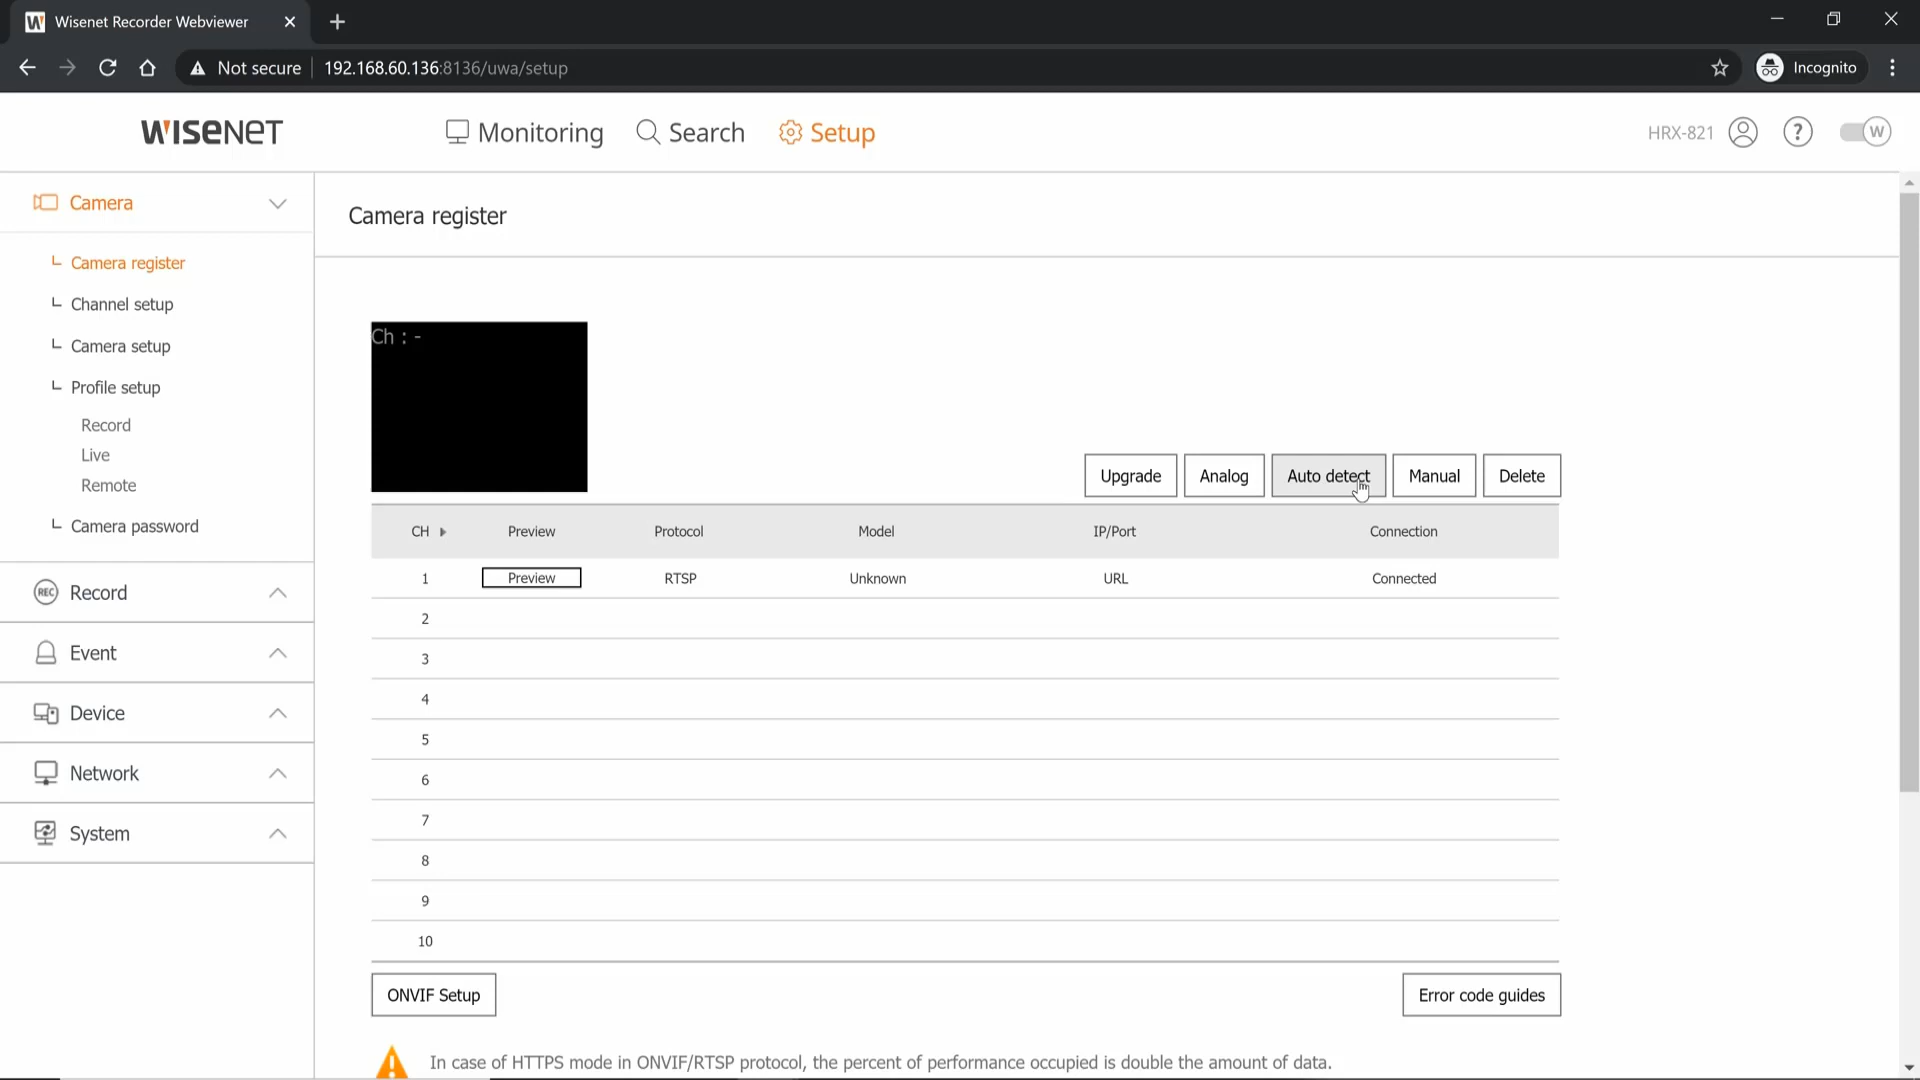 Wisenet Recorder Webviewer
Not secure 192.168.60.136:8136/uwa/setup
Incognito
WISENET
Monitoring
Search
Setup
HRX-821
?
W
Camera
Camera register
Channel setup
Camera setup
Profile setup
Record
Live
Remote
Camera password
REC Record
Event
Device
Network
System
Camera register
Ch : -
Upgrade Analog Auto detect Manual Delete
CH Preview Protocol Model IP/Port Connection
1 Preview RTSP Unknown URL Connected
2
3
4
5
6
7
8
9
10
ONVIF Setup
Error code guides
In case of HTTPS mode in ONVIF/RTSP protocol, the percent of performance occupied is double the amount of data.